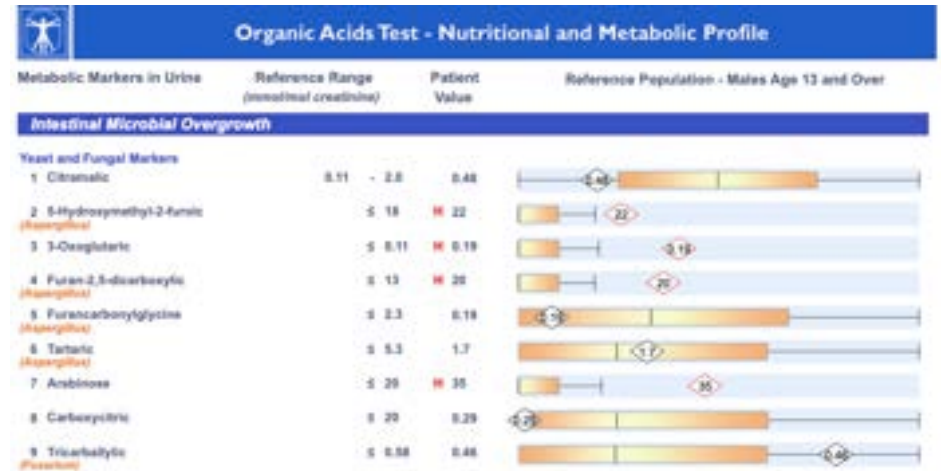 Organic Acids Test - Nutritional and Metabolic Profile
Metabolic Markers in Urine Reference Range Patient Reference Population - Males Age 13 and Over
(mmol/mol creatinine) Value
Intestinal Microbial Overgrowth
Yeast and Fungal Markers
1 Citramalic 0.11 - 2.0 0.48 0.48
2 5-Hydroxymethyl-2-furoic ≤ 18 H 22 22
(Aspergillus)
3 3-Oxoglutaric ≤ 0.11 H 0.19 0.19
4 Furan-2,5-dicarboxylic ≤ 13 H 20 20
(Aspergillus)
5 Furancarbonylglycine ≤ 2.3 0.19 0.19
(Aspergillus)
6 Tartaric ≤ 5.3 1.7 1.7
(Aspergillus)
7 Arabinose ≤ 20 H 35 35
8 Carboxycitric ≤ 20 0.29 0.29
9 Tricarballylic ≤ 0.58 0.46 0.46
(Fusarium)